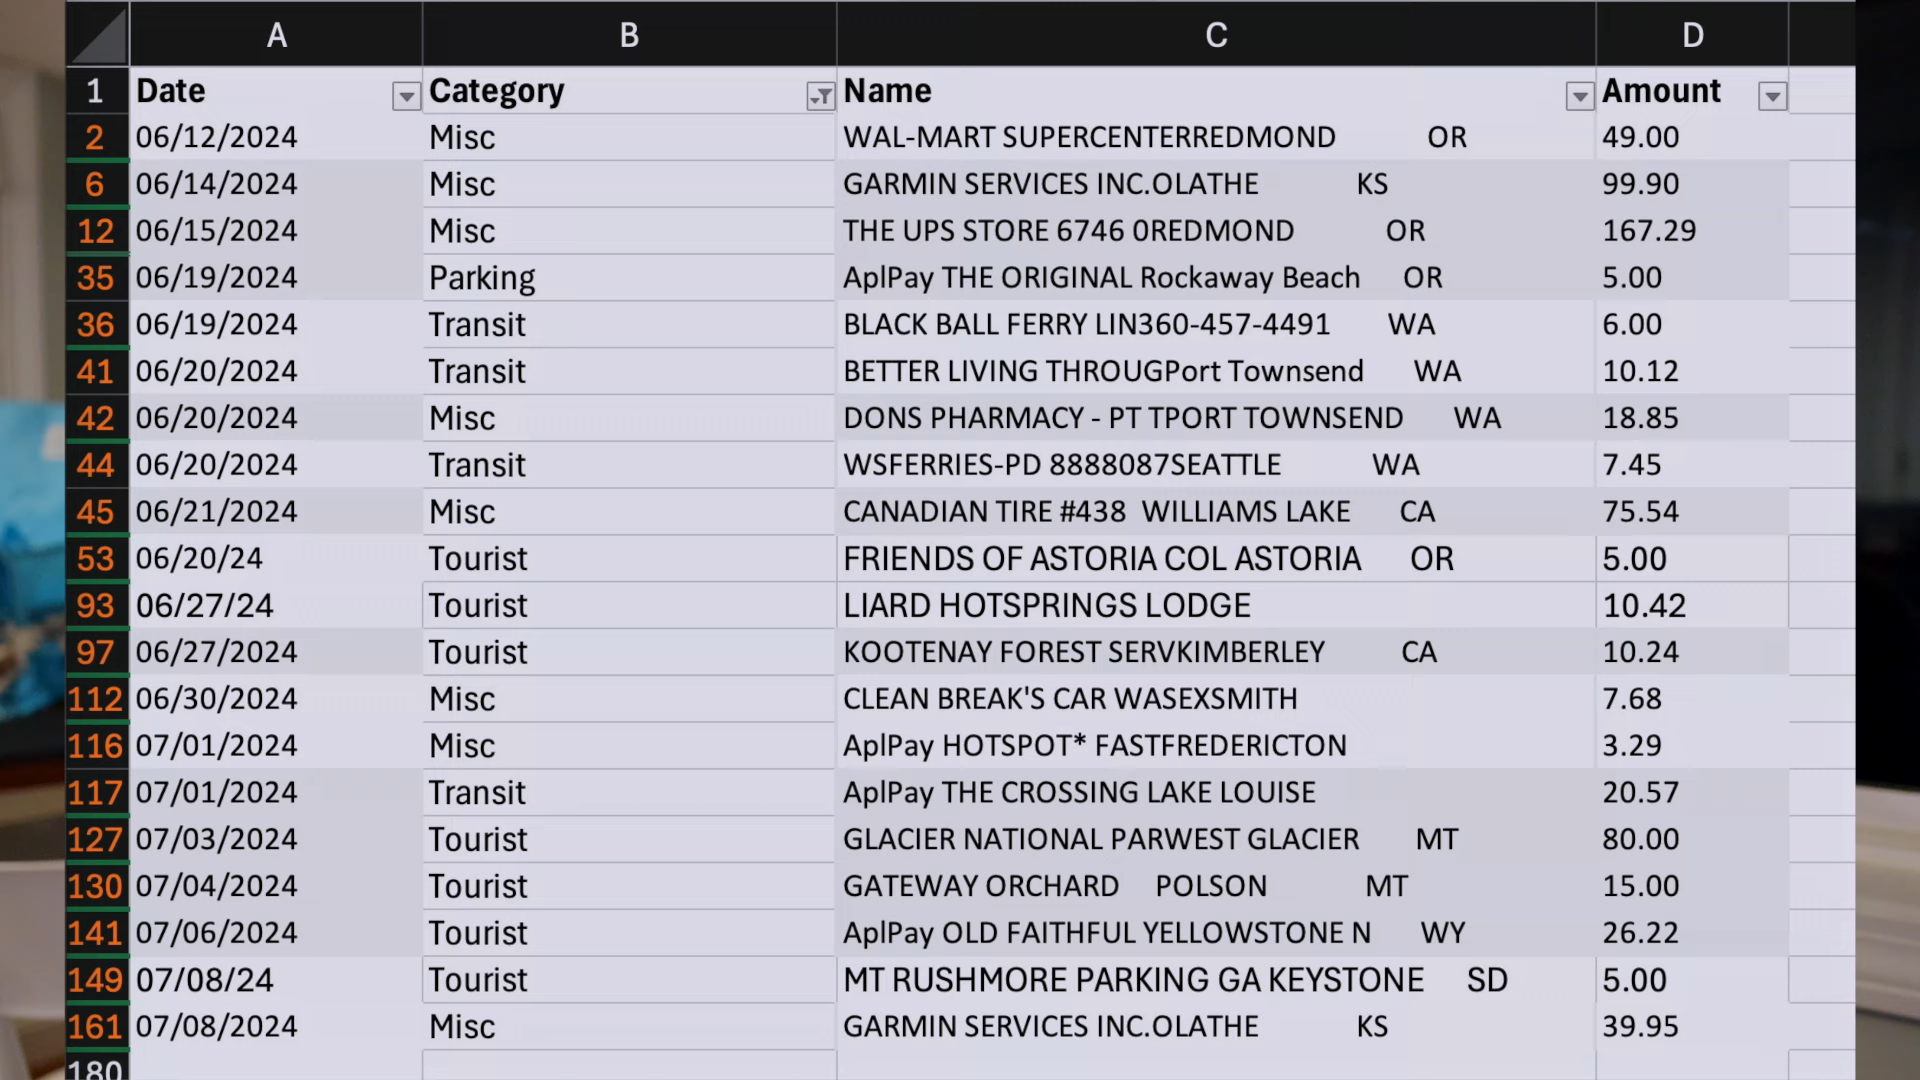 A B C D
1 Date Category Name Amount
2 06/12/2024 Misc WAL-MART SUPERCENTERREDMOND OR 49.00
6 06/14/2024 Misc GARMIN SERVICES INC.OLATHE KS 99.90
12 06/15/2024 Misc THE UPS STORE 6746 0REDMOND OR 167.29
35 06/19/2024 Parking AplPay THE ORIGINAL Rockaway Beach OR 5.00
36 06/19/2024 Transit BLACK BALL FERRY LIN360-457-4491 WA 6.00
41 06/20/2024 Transit BETTER LIVING THROUGPort Townsend WA 10.12
42 06/20/2024 Misc DONS PHARMACY - PT TPORT TOWNSEND WA 18.85
44 06/20/2024 Transit WSFERRIES-PD 8888087SEATTLE WA 7.45
45 06/21/2024 Misc CANADIAN TIRE #438 WILLIAMS LAKE CA 75.54
53 06/20/24 Tourist FRIENDS OF ASTORIA COL ASTORIA OR 5.00
93 06/27/24 Tourist LIARD HOTSPRINGS LODGE 10.42
97 06/27/2024 Tourist KOOTENAY FOREST SERVKIMBERLEY CA 10.24
112 06/30/2024 Misc CLEAN BREAK'S CAR WASEXSMITH 7.68
116 07/01/2024 Misc AplPay HOTSPOT* FASTFREDERICTON 3.29
117 07/01/2024 Transit AplPay THE CROSSING LAKE LOUISE 20.57
127 07/03/2024 Tourist GLACIER NATIONAL PARWEST GLACIER MT 80.00
130 07/04/2024 Tourist GATEWAY ORCHARD POLSON MT 15.00
141 07/06/2024 Tourist AplPay OLD FAITHFUL YELLOWSTONE N WY 26.22
149 07/08/24 Tourist MT RUSHMORE PARKING GA KEYSTONE SD 5.00
161 07/08/2024 Misc GARMIN SERVICES INC.OLATHE KS 39.95
180